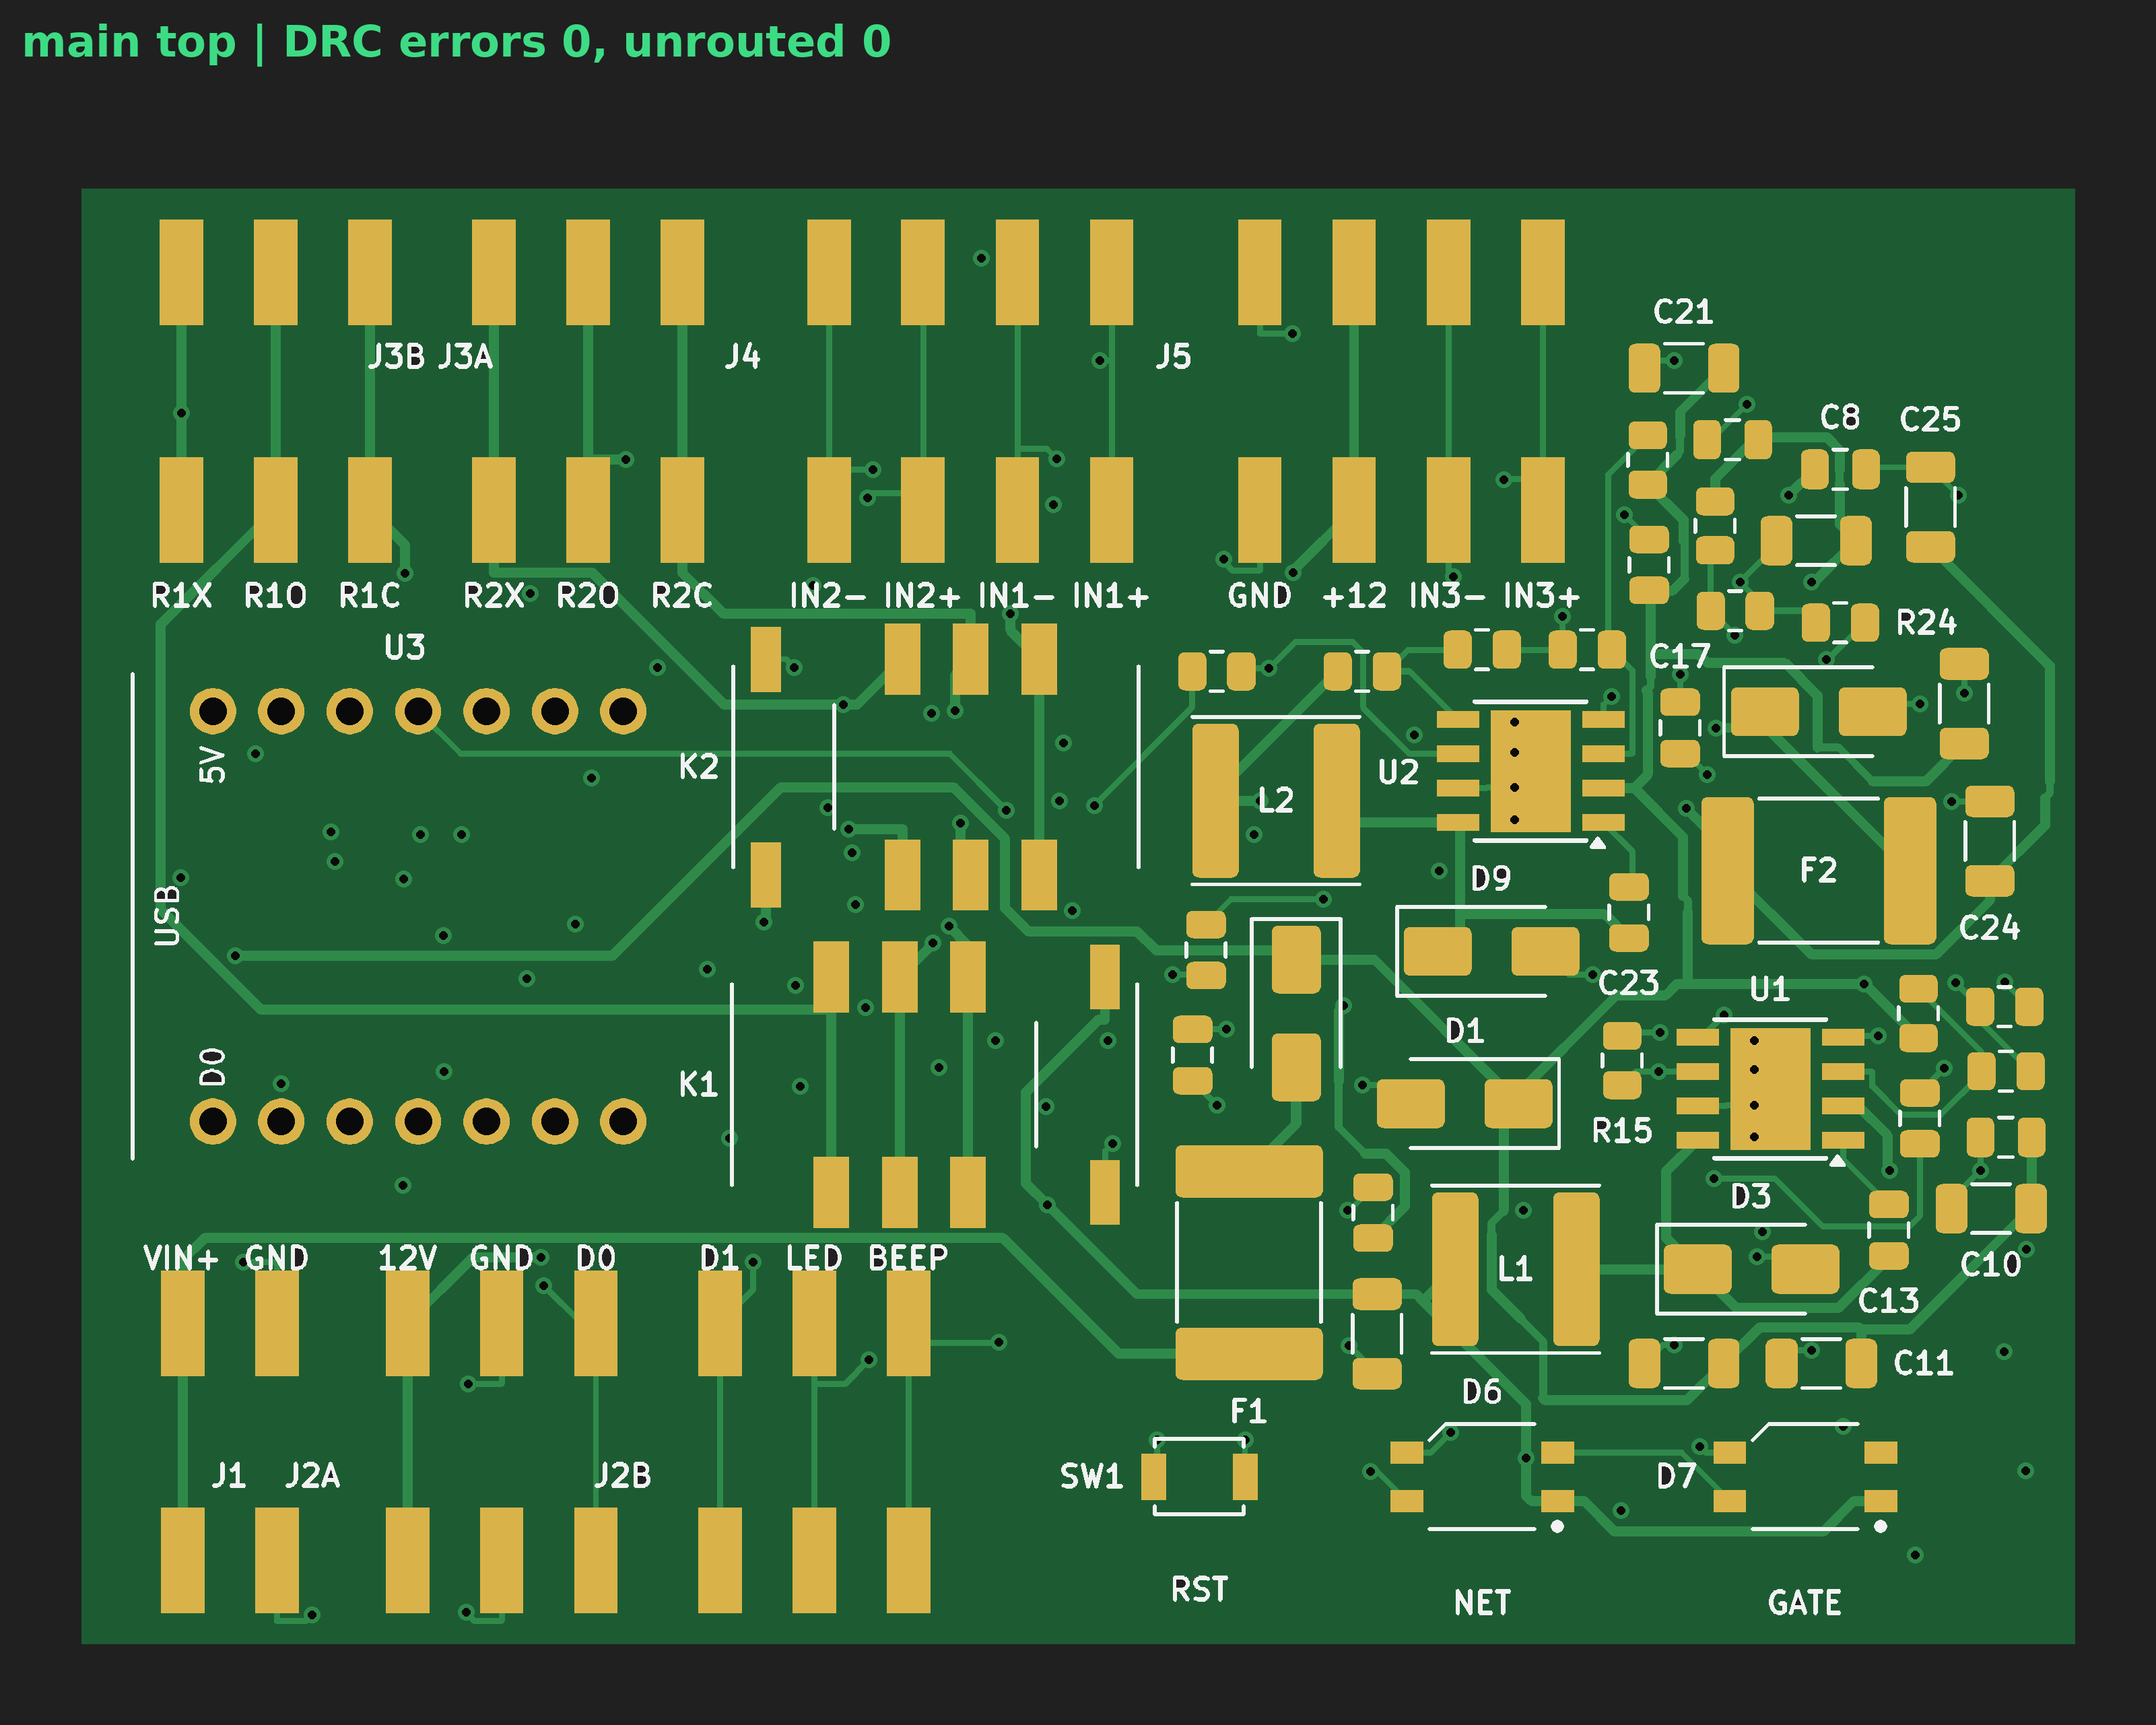 main top | DRC errors 0, unrouted 0
C21
J3B J3A J4 J5
C8 C25
R1X R1O R1C R2X R2O R2C IN2- IN2+ IN1- IN1+ GND +12 IN3- IN3+
R24
U3
C17
5V
K2
U2
L2
F2
D9
USB
C24
C23
U1
D1
D0
K1
R15
D3
VIN+ GND 12V GND D0 D1 LED BEEP
L1
C10
C13
C11
D6
F1
J1 J2A J2B
SW1
D7
RST
NET
GATE